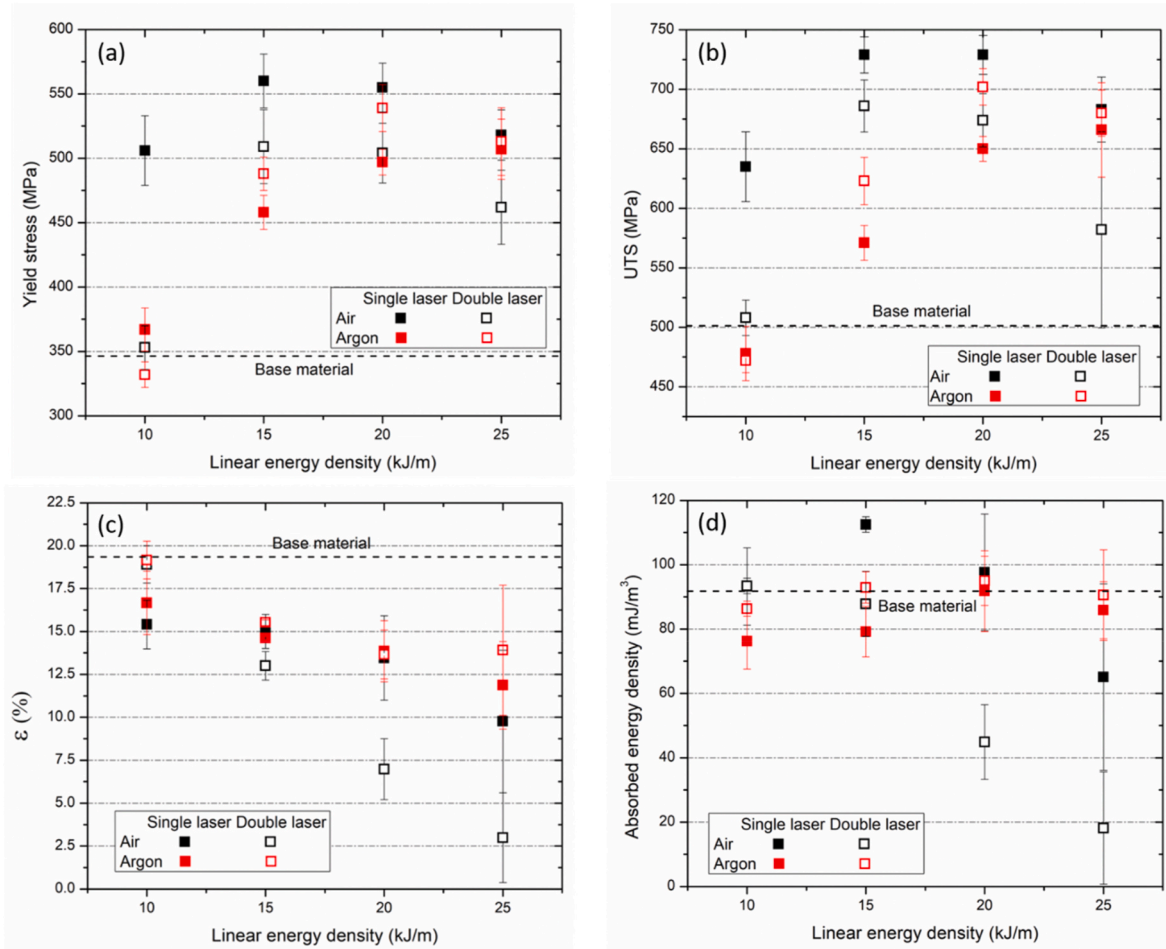 (a)
600
550
500
450
400
350
300
Yield stress (MPa)
Single laser Double laser
Air
Argon
Base material
10 15 20 25
Linear energy density (kJ/m)
(b)
750
700
650
600
550
500
450
UTS (MPa)
Base material
Single laser Double laser
Air
Argon
10 15 20 25
Linear energy density (kJ/m)
(c)
22.5
20.0
17.5
15.0
12.5
10.0
7.5
5.0
2.5
0.0
ε (%)
Base material
Single laser Double laser
Air
Argon
10 15 20 25
Linear energy density (kJ/m)
(d)
120
100
80
60
40
20
0
Absorbed energy density (mJ/m³)
Base material
Single laser Double laser
Air
Argon
10 15 20 25
Linear energy density (kJ/m)